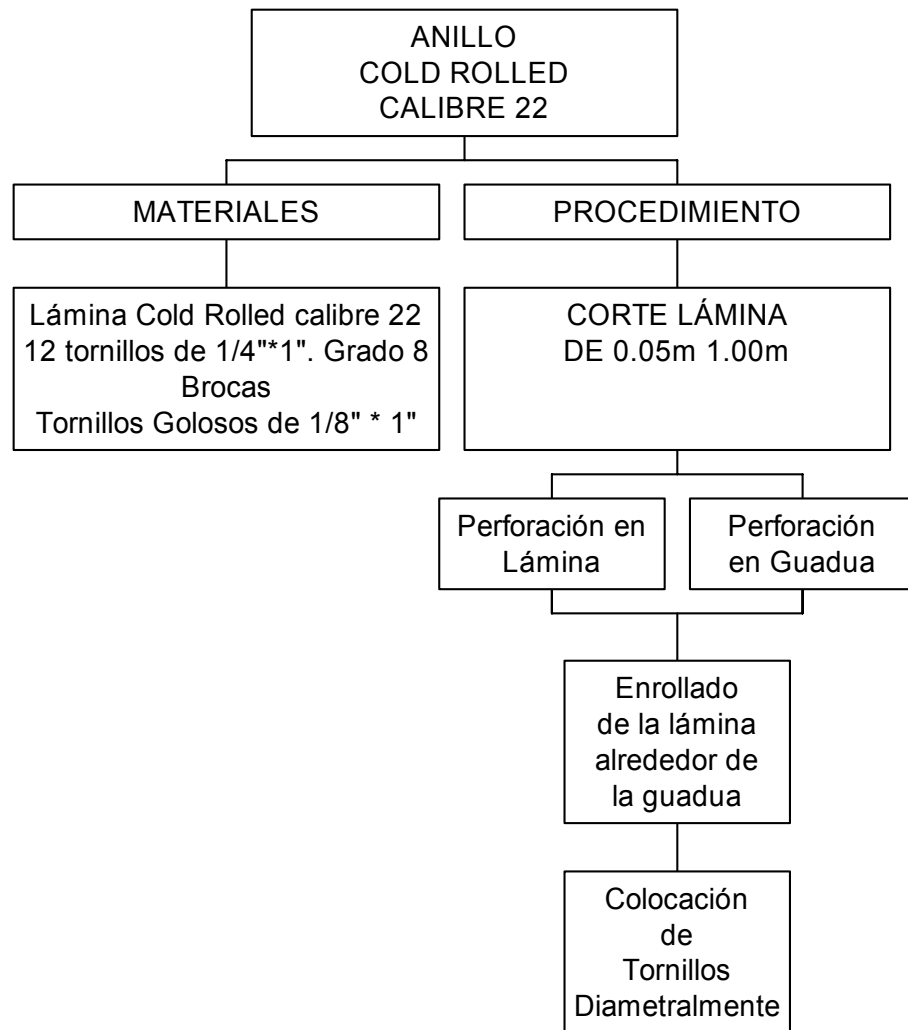 ANILLO
COLD ROLLED
CALIBRE 22
MATERIALES
PROCEDIMIENTO
Lámina Cold Rolled calibre 22
12 tornillos de 1/4"*1". Grado 8
Brocas
Tornillos Golosos de 1/8" * 1"
CORTE LÁMINA
DE 0.05m 1.00m
Perforación en
Lámina
Perforación
en Guadua
Enrollado
de la lámina
alrededor de
la guadua
Colocación
de
Tornillos
Diametralmente